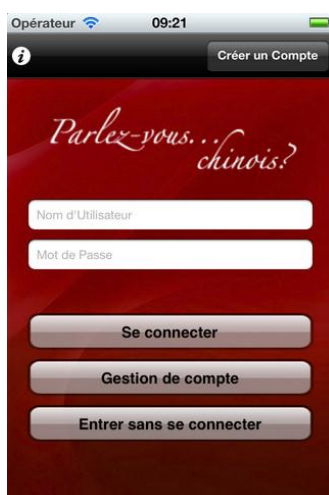 Opérateur 09:21
Créer un Compte
Parlez-vous...
chinois?
Nom d'Utilisateur
Mot de Passe
Se connecter
Gestion de compte
Entrer sans se connecter